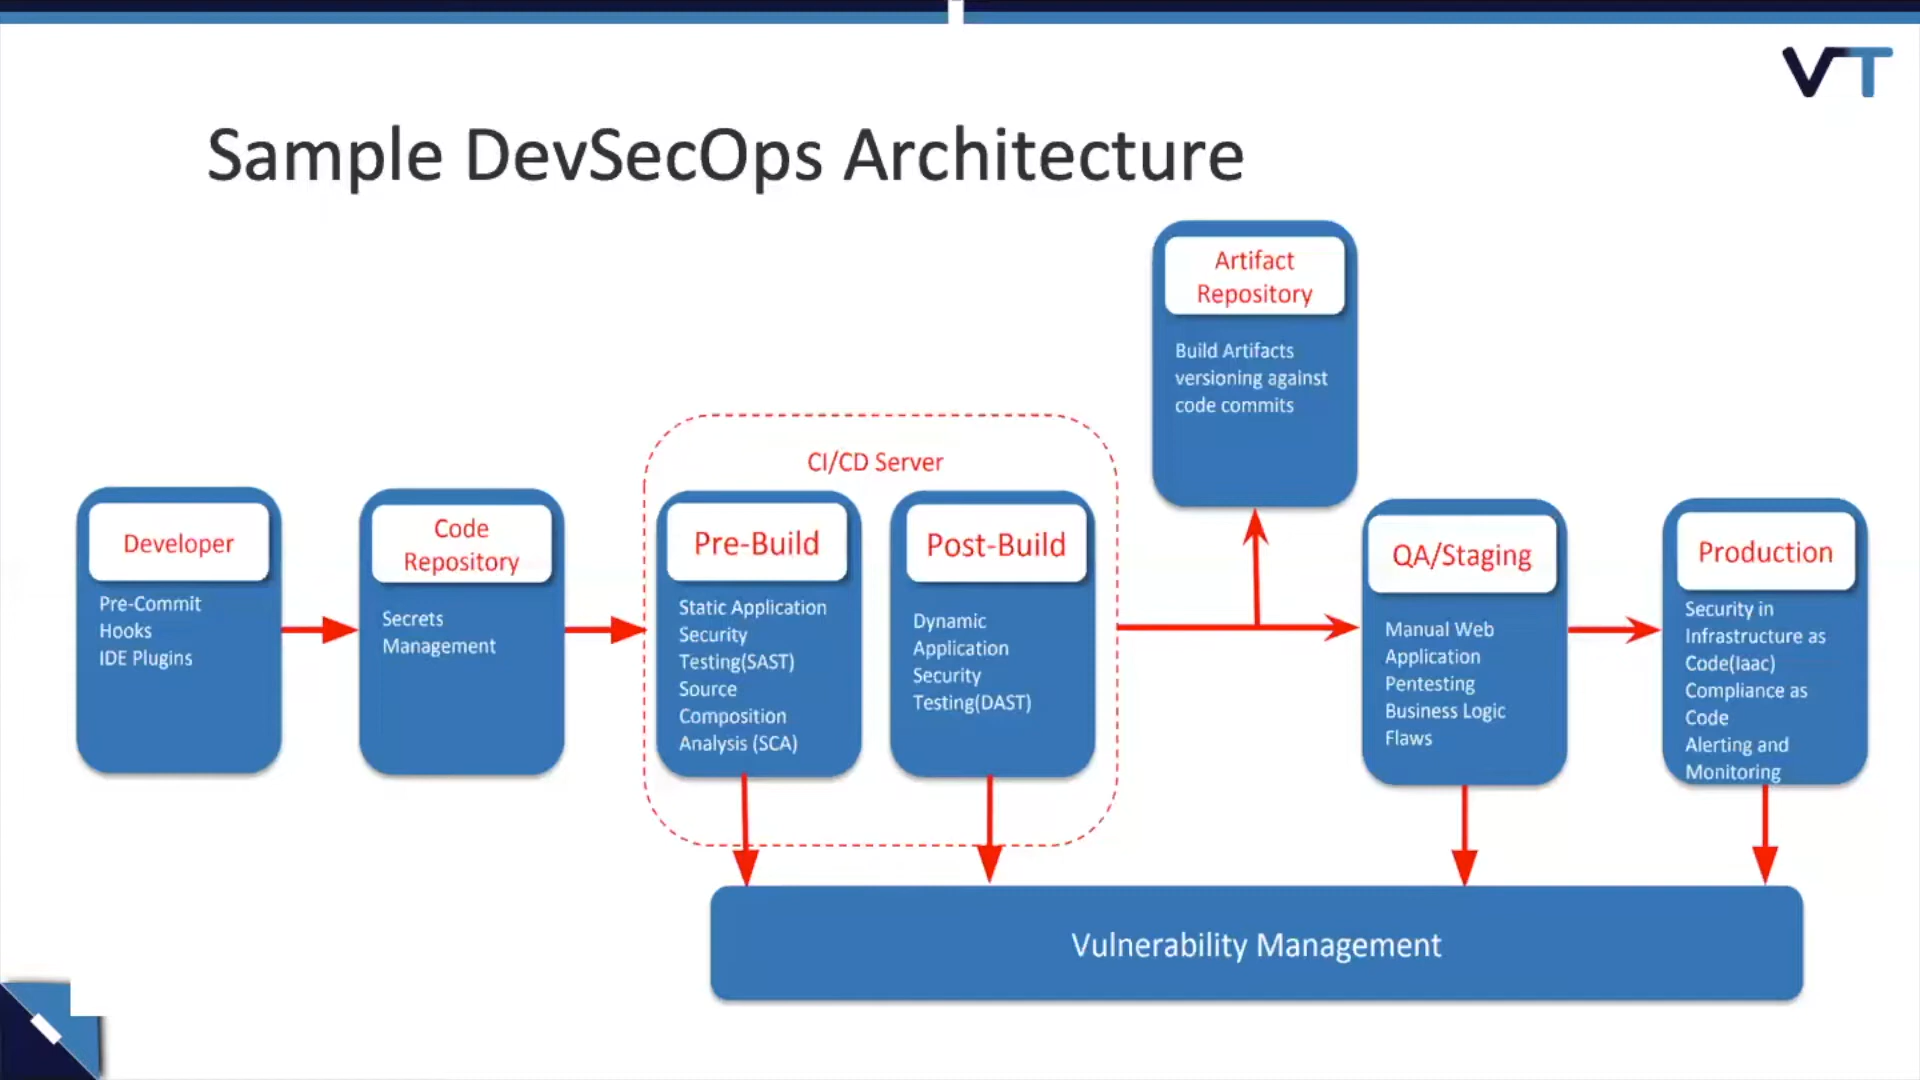 VT
Sample DevSecOps Architecture
Artifact
Repository
Build Artifacts
versioning against
code commits
CI/CD Server
Developer
Pre-Commit
Hooks
IDE Plugins
Code
Repository
Secrets
Management
Pre-Build
Static Application
Security
Testing(SAST)
Source
Composition
Analysis (SCA)
Post-Build
Dynamic
Application
Security
Testing(DAST)
QA/Staging
Manual Web
Application
Pentesting
Business Logic
Flaws
Production
Security in
Infrastructure as
Code(Iaac)
Compliance as
Code
Alerting and
Monitoring
Vulnerability Management